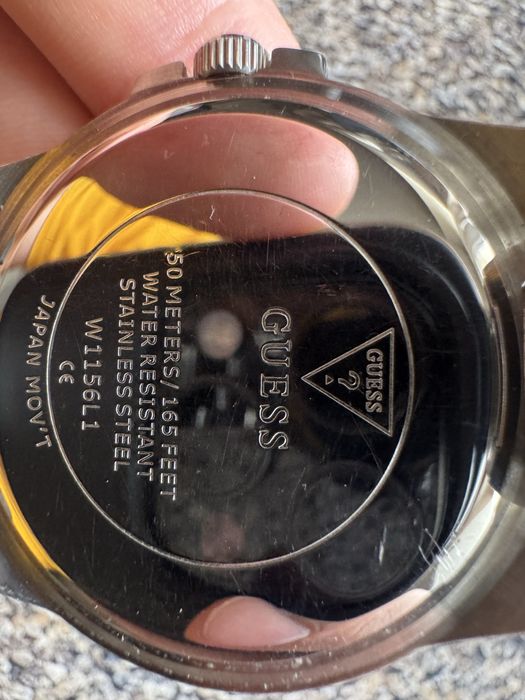 GUESS
?
GUESS
50 METERS/165 FEET
WATER RESISTANT
STAINLESS STEEL
W1156L1
CE
JAPAN MOV'T